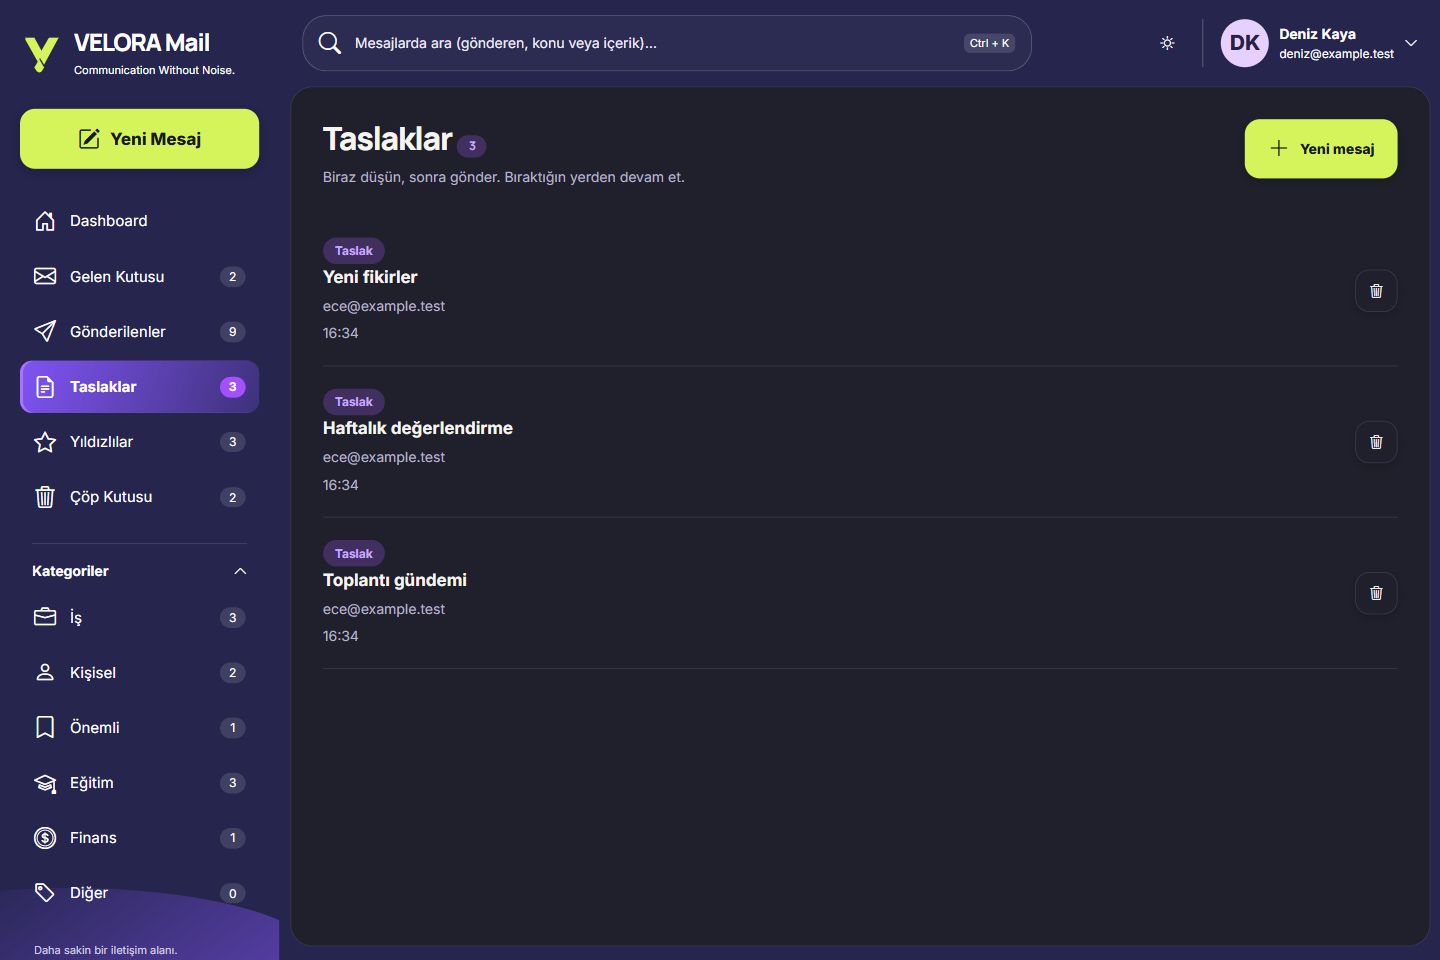 VELORA Mail
Communication Without Noise.
Mesajlarda ara (gönderen, konu veya içerik)...
Ctrl + K
DK
Deniz Kaya
deniz@example.test
Yeni Mesaj
Dashboard
Gelen Kutusu 2
Gönderilenler 9
Taslaklar 3
Yıldızlılar 3
Çöp Kutusu 2
Kategoriler
İş 3
Kişisel 2
Önemli 1
Eğitim 3
Finans 1
Diğer 0
Daha sakin bir iletişim alanı.
Taslaklar 3
Biraz düşün, sonra gönder. Bıraktığın yerden devam et.
Yeni mesaj
Taslak
Yeni fikirler
ece@example.test
16:34
Taslak
Haftalık değerlendirme
ece@example.test
16:34
Taslak
Toplantı gündemi
ece@example.test
16:34